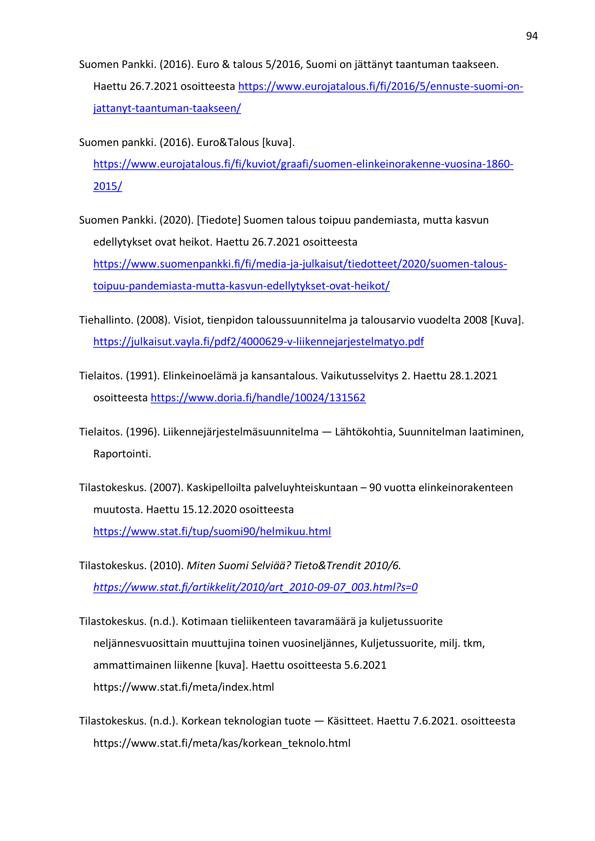 94
Suomen Pankki. (2016). Euro & talous 5/2016, Suomi on jättänyt taantuman taakseen.
Haettu 26.7.2021 osoitteesta https://www.eurojatalous.fi/fi/2016/5/ennuste-suomi-on-
jattanyt-taantuman-taakseen/
Suomen pankki. (2016). Euro&Talous [kuva].
https://www.eurojatalous.fi/fi/kuviot/graafi/suomen-elinkeinorakenne-vuosina-1860-
2015/
Suomen Pankki. (2020). [Tiedote] Suomen talous toipuu pandemiasta, mutta kasvun
edellytykset ovat heikot. Haettu 26.7.2021 osoitteesta
https://www.suomenpankki.fi/fi/media-ja-julkaisut/tiedotteet/2020/suomen-talous-
toipuu-pandemiasta-mutta-kasvun-edellytykset-ovat-heikot/
Tiehallinto. (2008). Visiot, tienpidon taloussuunnitelma ja talousarvio vuodelta 2008 [Kuva].
https://julkaisut.vayla.fi/pdf2/4000629-v-liikennejarjestelmatyo.pdf
Tielaitos. (1991). Elinkeinoelämä ja kansantalous. Vaikutusselvitys 2. Haettu 28.1.2021
osoitteesta https://www.doria.fi/handle/10024/131562
Tielaitos. (1996). Liikennejärjestelmäsuunnitelma — Lähtökohtia, Suunnitelman laatiminen,
Raportointi.
Tilastokeskus. (2007). Kaskipelloilta palveluyhteiskuntaan – 90 vuotta elinkeinorakenteen
muutosta. Haettu 15.12.2020 osoitteesta
https://www.stat.fi/tup/suomi90/helmikuu.html
Tilastokeskus. (2010). Miten Suomi Selviää? Tieto&Trendit 2010/6.
https://www.stat.fi/artikkelit/2010/art_2010-09-07_003.html?s=0
Tilastokeskus. (n.d.). Kotimaan tieliikenteen tavaramäärä ja kuljetussuorite
neljännesvuosittain muuttujina toinen vuosineljännes, Kuljetussuorite, milj. tkm,
ammattimainen liikenne [kuva]. Haettu osoitteesta 5.6.2021
https://www.stat.fi/meta/index.html
Tilastokeskus. (n.d.). Korkean teknologian tuote — Käsitteet. Haettu 7.6.2021. osoitteesta
https://www.stat.fi/meta/kas/korkean_teknolo.html